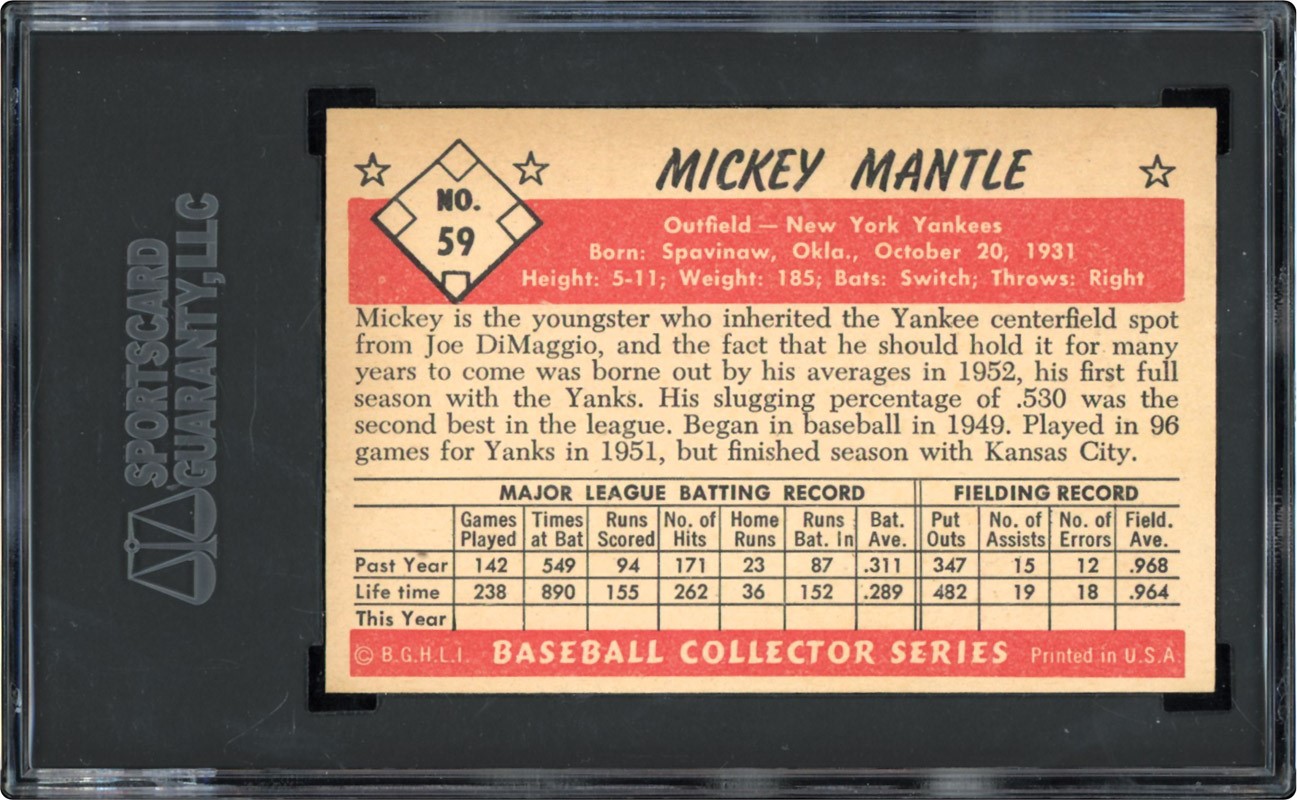 SPORTSCARD
GUARANTY, LLC
MICKEY MANTLE
NO.
59
Outfield — New York Yankees
Born: Spavinaw, Okla., October 20, 1931
Height: 5-11; Weight: 185; Bats: Switch; Throws: Right
Mickey is the youngster who inherited the Yankee centerfield spot
from Joe DiMaggio, and the fact that he should hold it for many
years to come was borne out by his averages in 1952, his first full
season with the Yanks. His slugging percentage of .530 was the
second best in the league. Began in baseball in 1949. Played in 96
games for Yanks in 1951, but finished season with Kansas City.
MAJOR LEAGUE BATTING RECORD FIELDING RECORD
Games Times Runs No. of Home Runs Bat. Put No. of No. of Field.
Played at Bat Scored Hits Runs Bat. In Ave. Outs Assists Errors Ave.
Past Year 142 549 94 171 23 87 .311 347 15 12 .968
Life time 238 890 155 262 36 152 .289 482 19 18 .964
This Year
© B.G.H.L.I. BASEBALL COLLECTOR SERIES Printed in U.S.A.